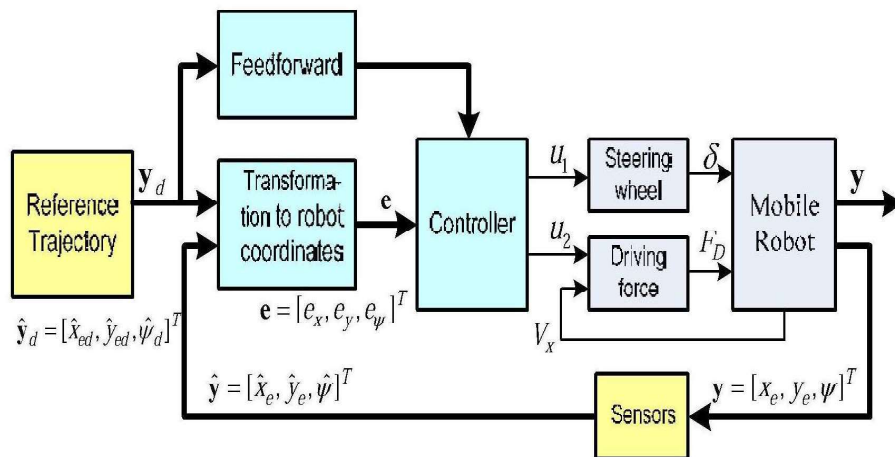 Feedforward
Reference
Trajectory
y_d
Transforma-
tion to robot
coordinates
e
Controller
u_1
u_2
Steering
wheel
δ
Driving
force
F_D
Mobile
Robot
y
e = [e_x, e_y, e_ψ]^T
ŷ_d = [x̂_ed, ŷ_ed, ψ̂_d]^T
V_x
ŷ = [x̂_e, ŷ_e, ψ̂]^T
Sensors
y = [x_e, y_e, ψ]^T